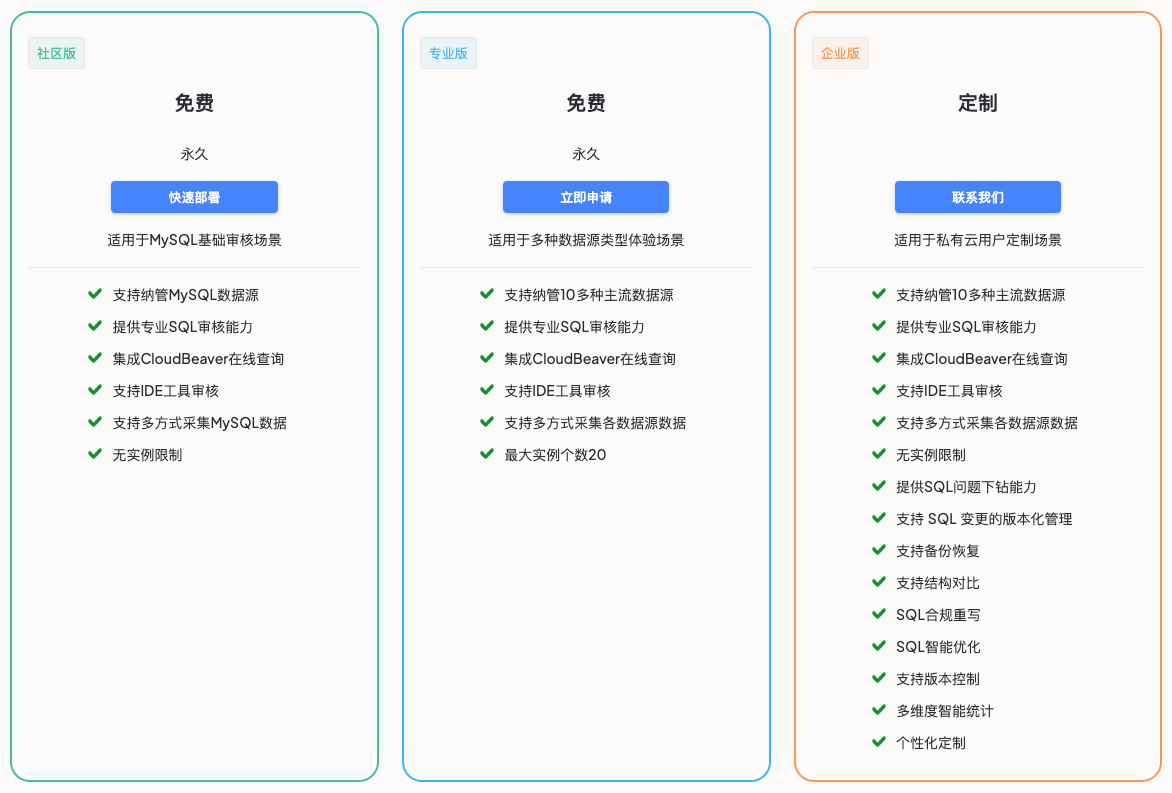 社区版
免费
永久
快速部署
适用于MySQL基础审核场景
支持纳管MySQL数据源
提供专业SQL审核能力
集成CloudBeaver在线查询
支持IDE工具审核
支持多方式采集MySQL数据
无实例限制
专业版
免费
永久
立即申请
适用于多种数据源类型体验场景
支持纳管10多种主流数据源
提供专业SQL审核能力
集成CloudBeaver在线查询
支持IDE工具审核
支持多方式采集各数据源数据
最大实例个数20
企业版
定制
联系我们
适用于私有云用户定制场景
支持纳管10多种主流数据源
提供专业SQL审核能力
集成CloudBeaver在线查询
支持IDE工具审核
支持多方式采集各数据源数据
无实例限制
提供SQL问题下钻能力
支持 SQL 变更的版本化管理
支持备份恢复
支持结构对比
SQL合规重写
SQL智能优化
支持版本控制
多维度智能统计
个性化定制